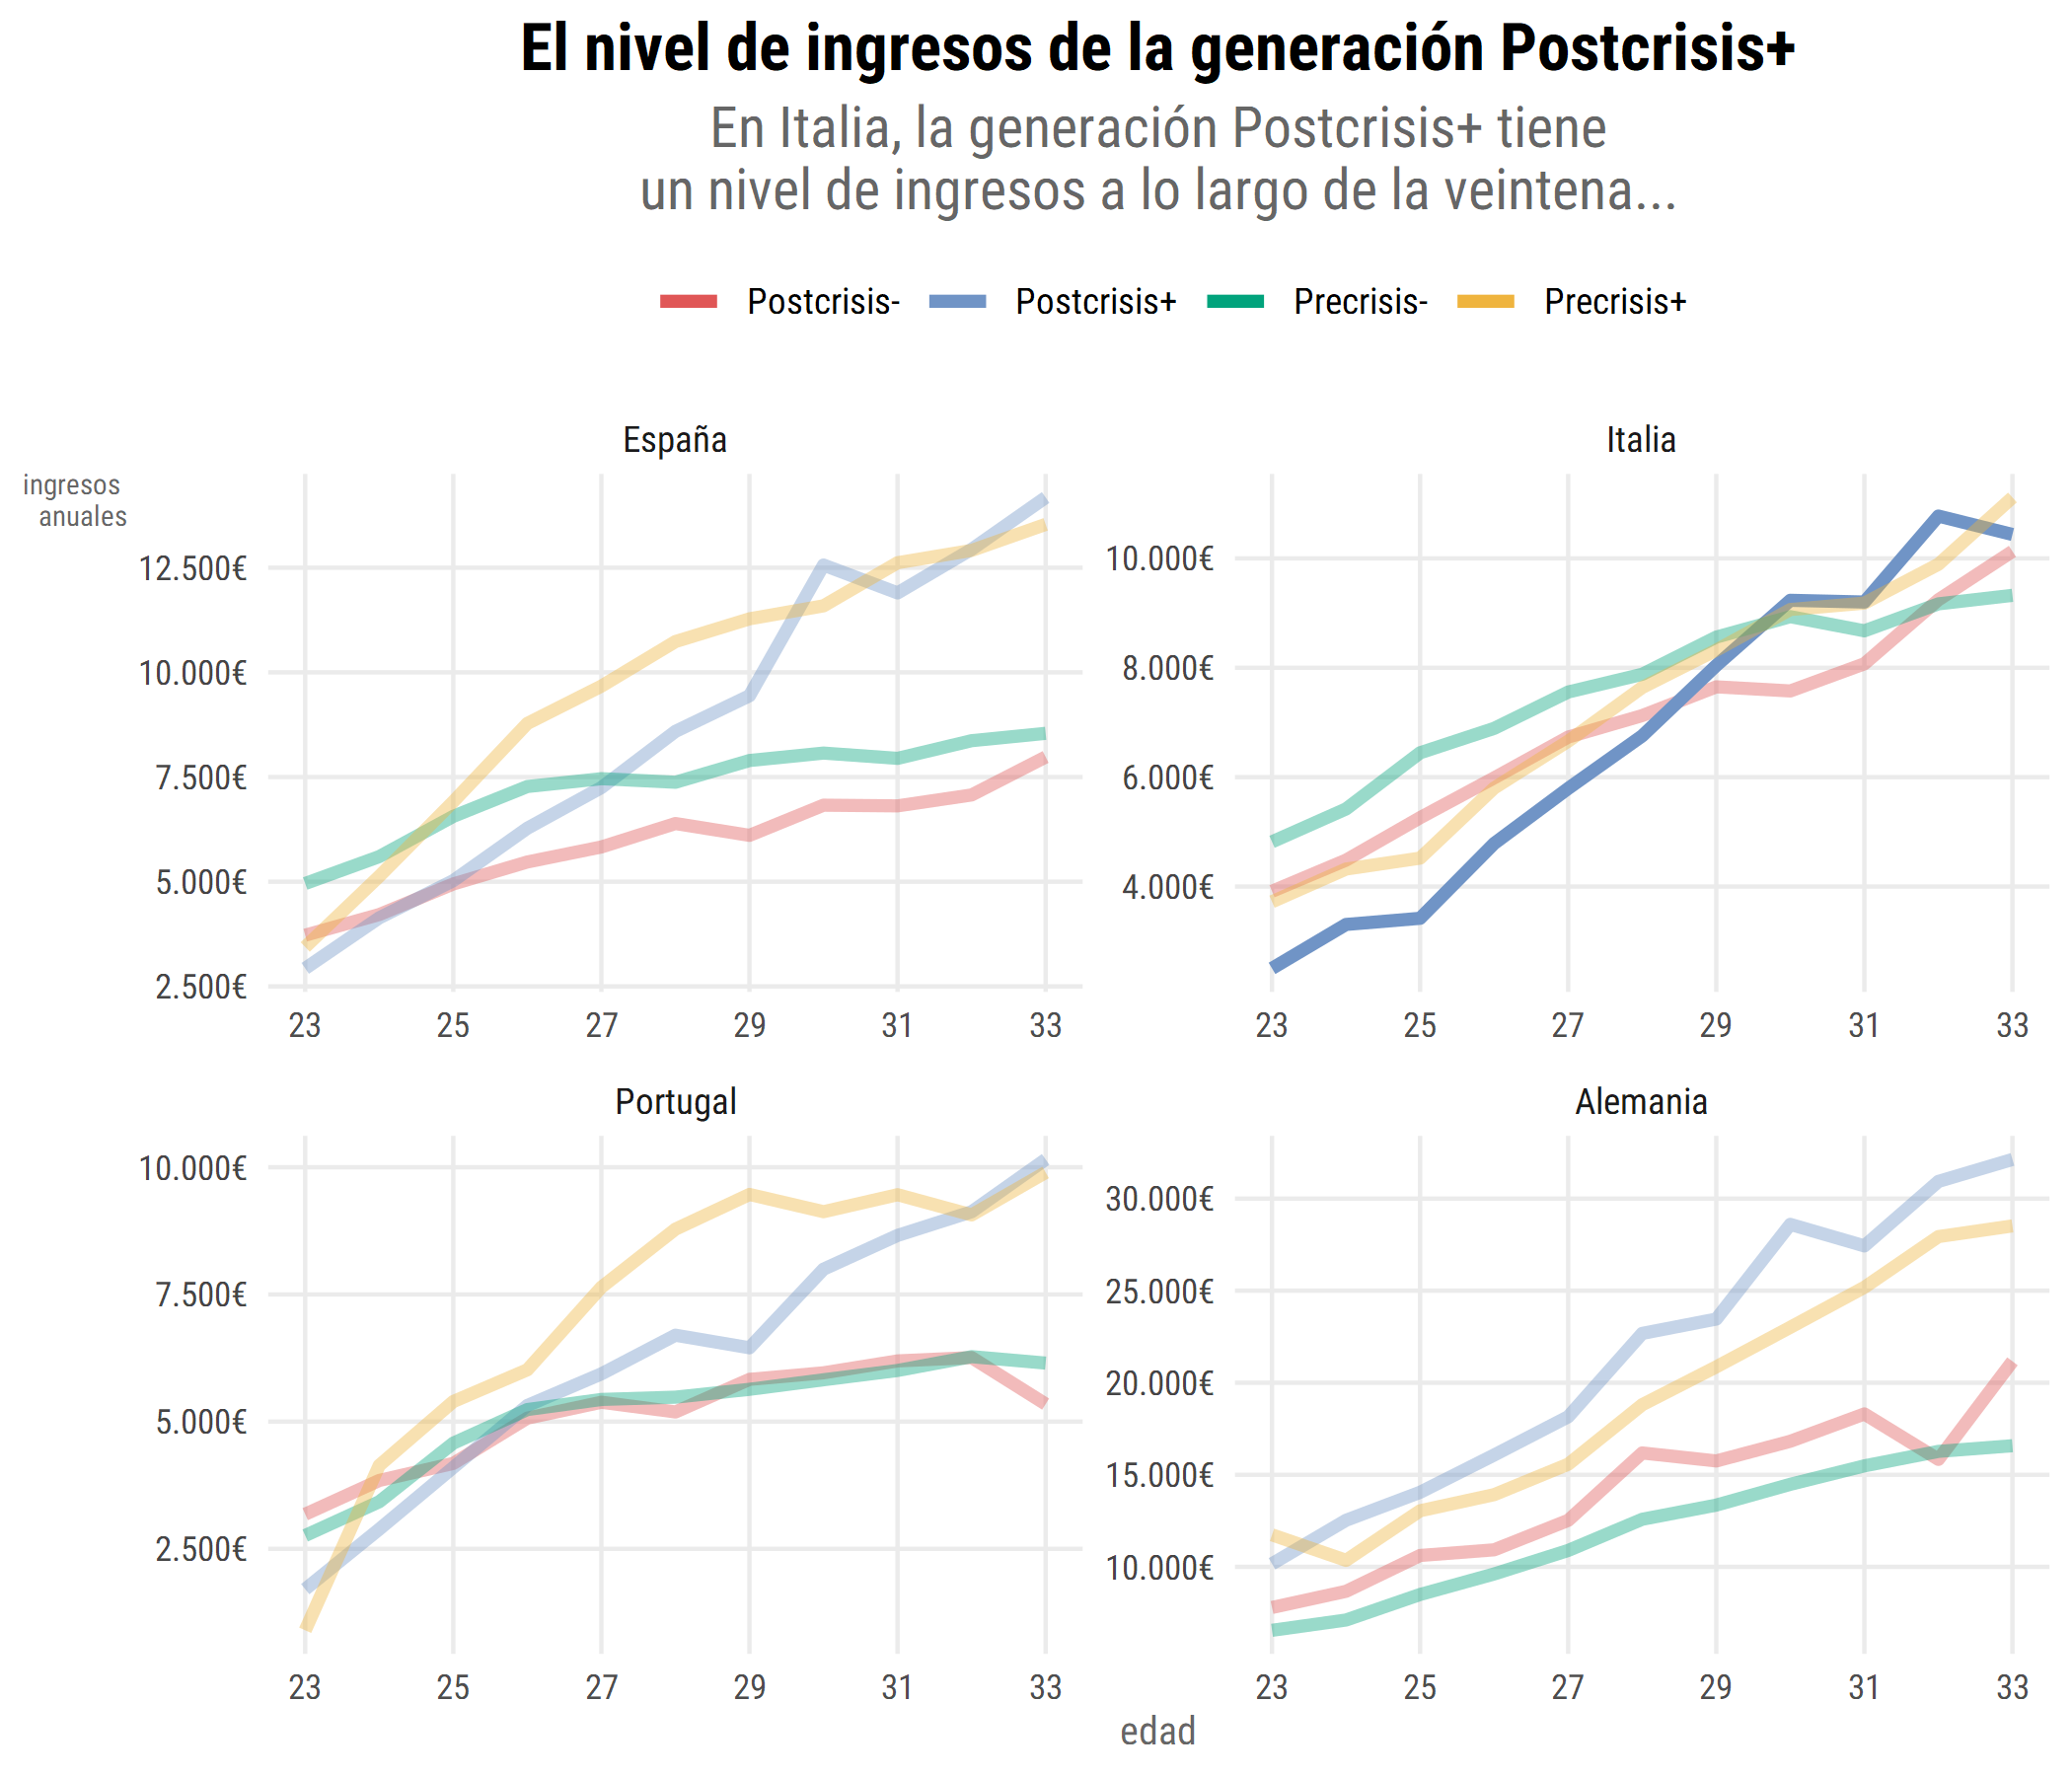 El nivel de ingresos de la generación Postcrisis+
En Italia, la generación Postcrisis+ tiene
un nivel de ingresos a lo largo de la veintena...
Postcrisis- Postcrisis+ Precrisis- Precrisis+
España
ingresos
anuales
12.500€
10.000€
7.500€
5.000€
2.500€
23 25 27 29 31 33
Italia
10.000€
8.000€
6.000€
4.000€
23 25 27 29 31 33
Portugal
10.000€
7.500€
5.000€
2.500€
23 25 27 29 31 33
Alemania
30.000€
25.000€
20.000€
15.000€
10.000€
23 25 27 29 31 33
edad